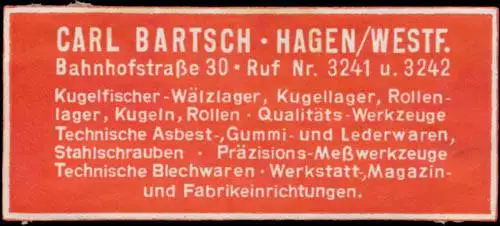 CARL BARTSCH · HAGEN/WESTF.
Bahnhofstraße 30 · Ruf Nr. 3241 u. 3242
Kugelfischer-Wälzlager, Kugellager, Rollen-
lager, Kugeln, Rollen · Qualitäts-Werkzeuge
Technische Asbest-, Gummi- und Lederwaren,
Stahlschrauben · Präzisions-Meßwerkzeuge
Technische Blechwaren · Werkstatt-, Magazin-
und Fabrikeinrichtungen.